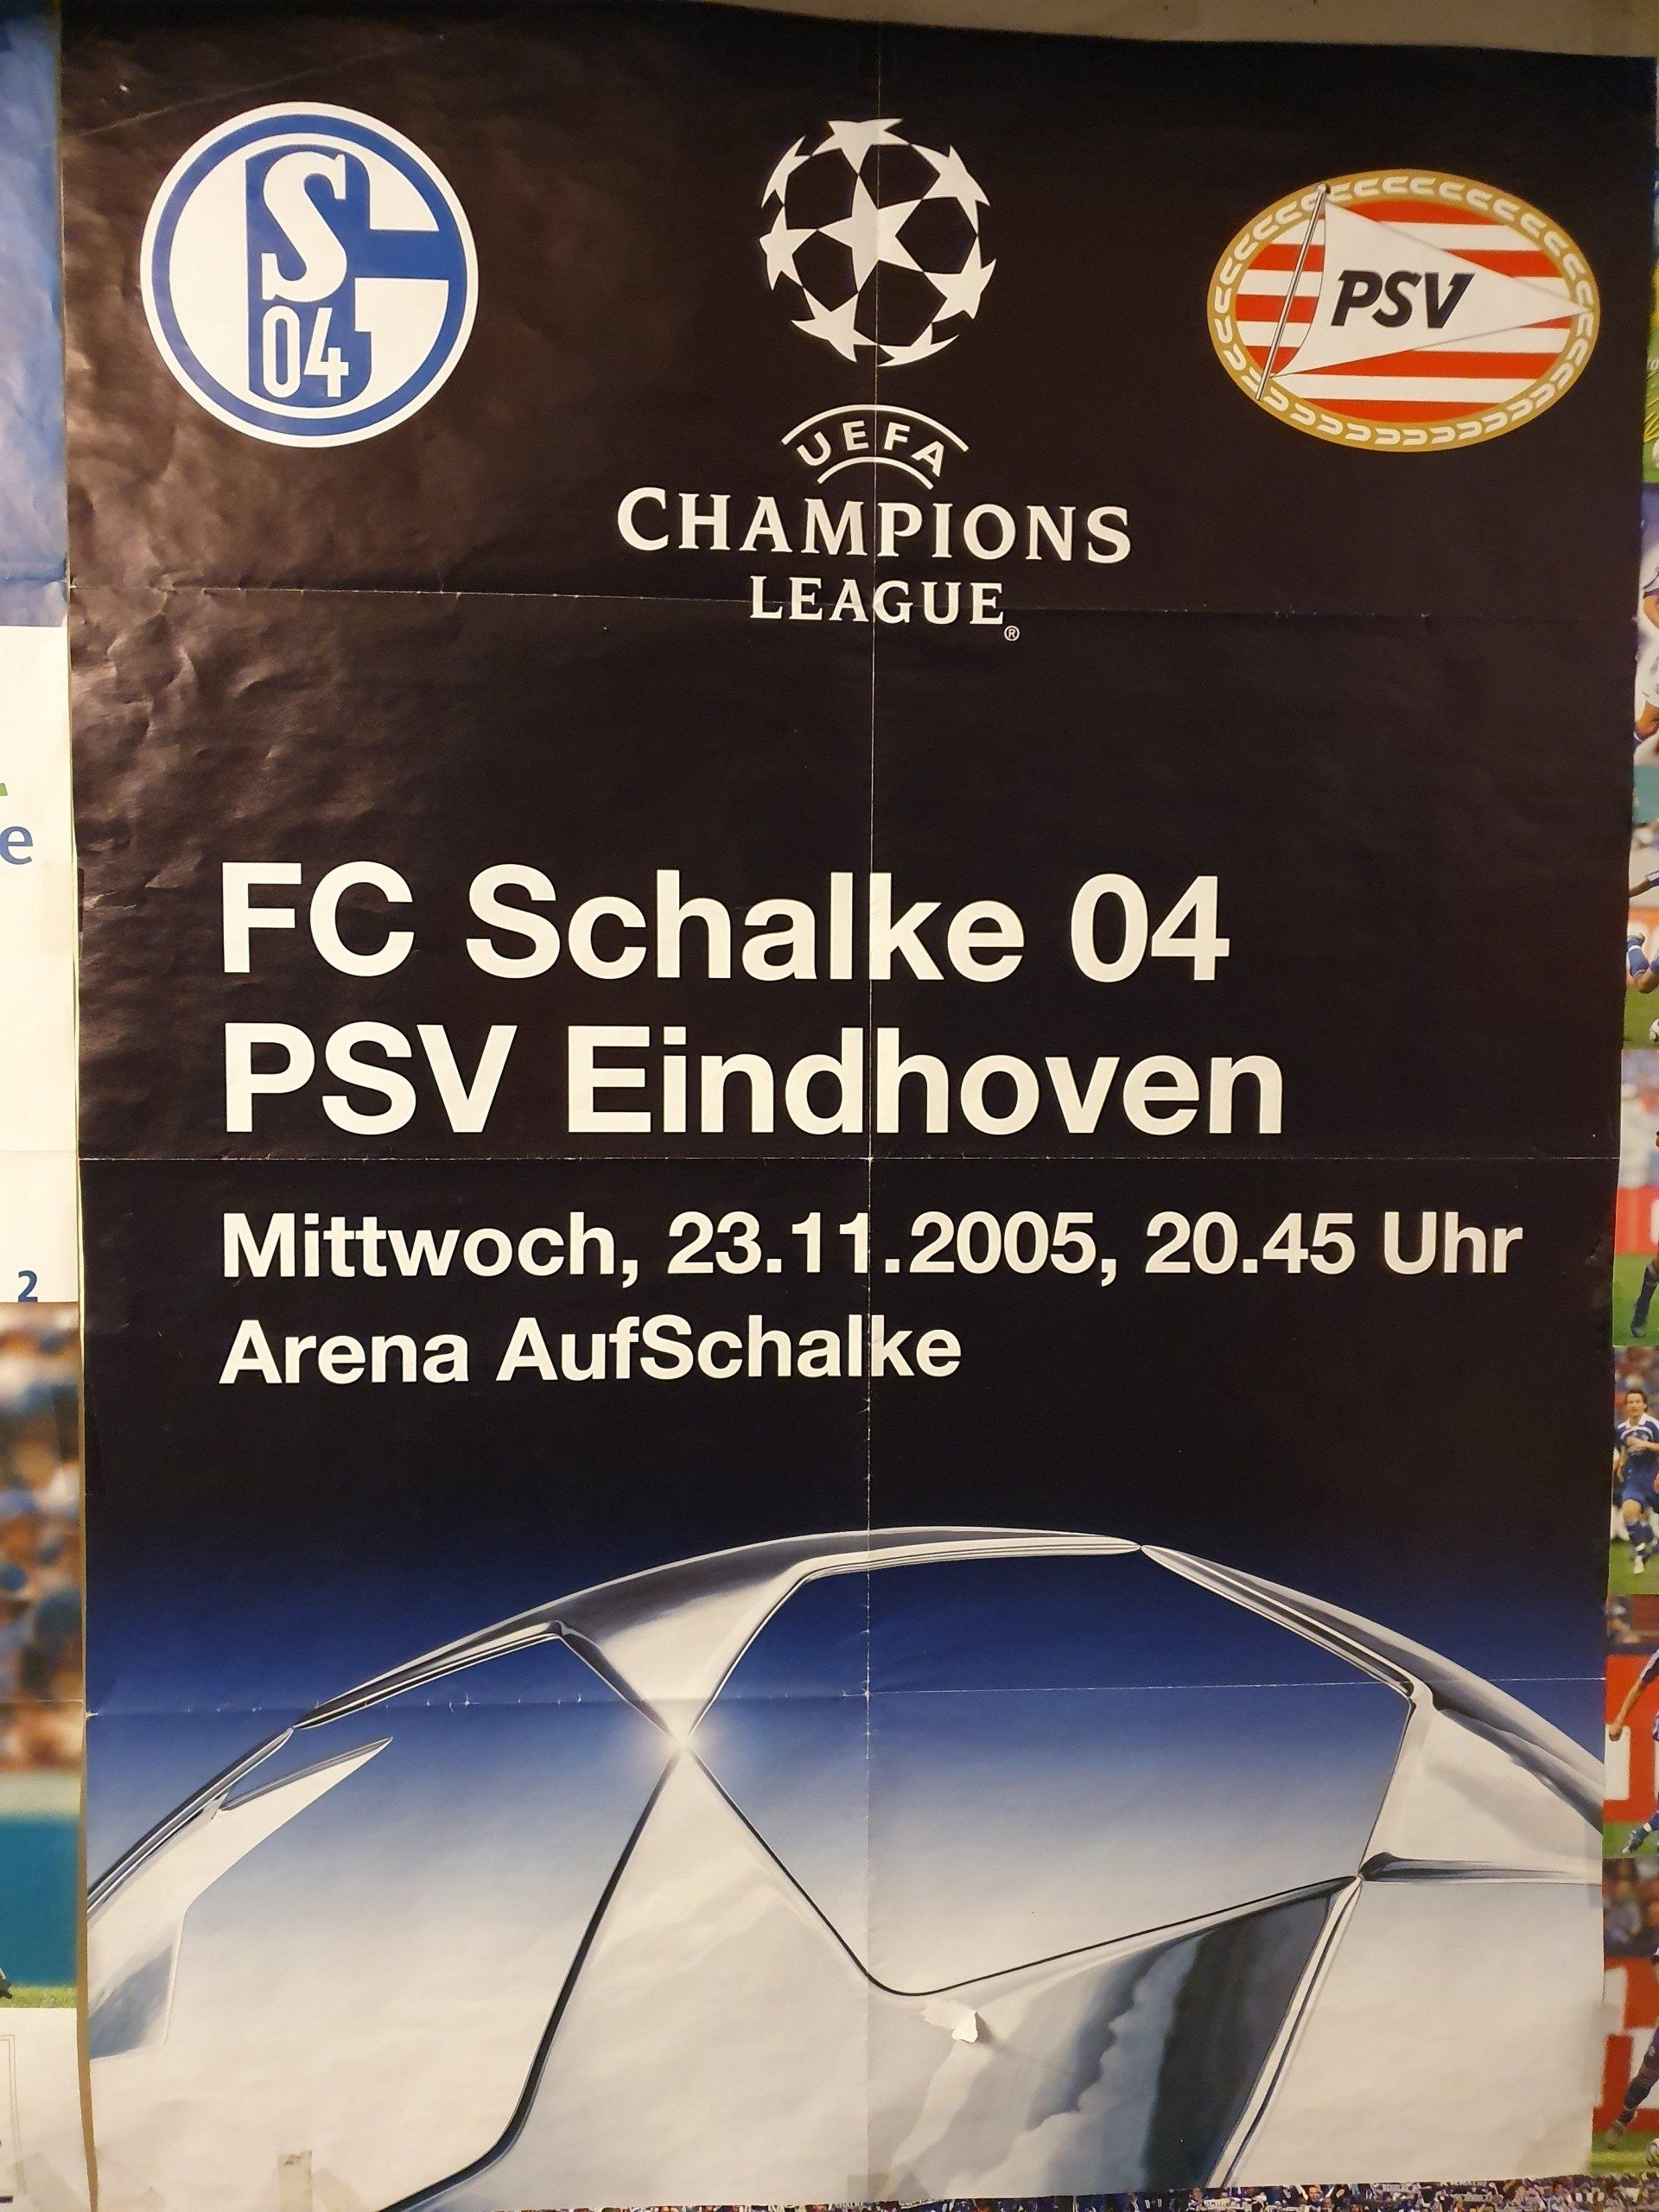 S
04
PSV
UEFA
CHAMPIONS
LEAGUE®
FC Schalke 04
PSV Eindhoven
Mittwoch, 23.11.2005, 20.45 Uhr
Arena AufSchalke
e
2